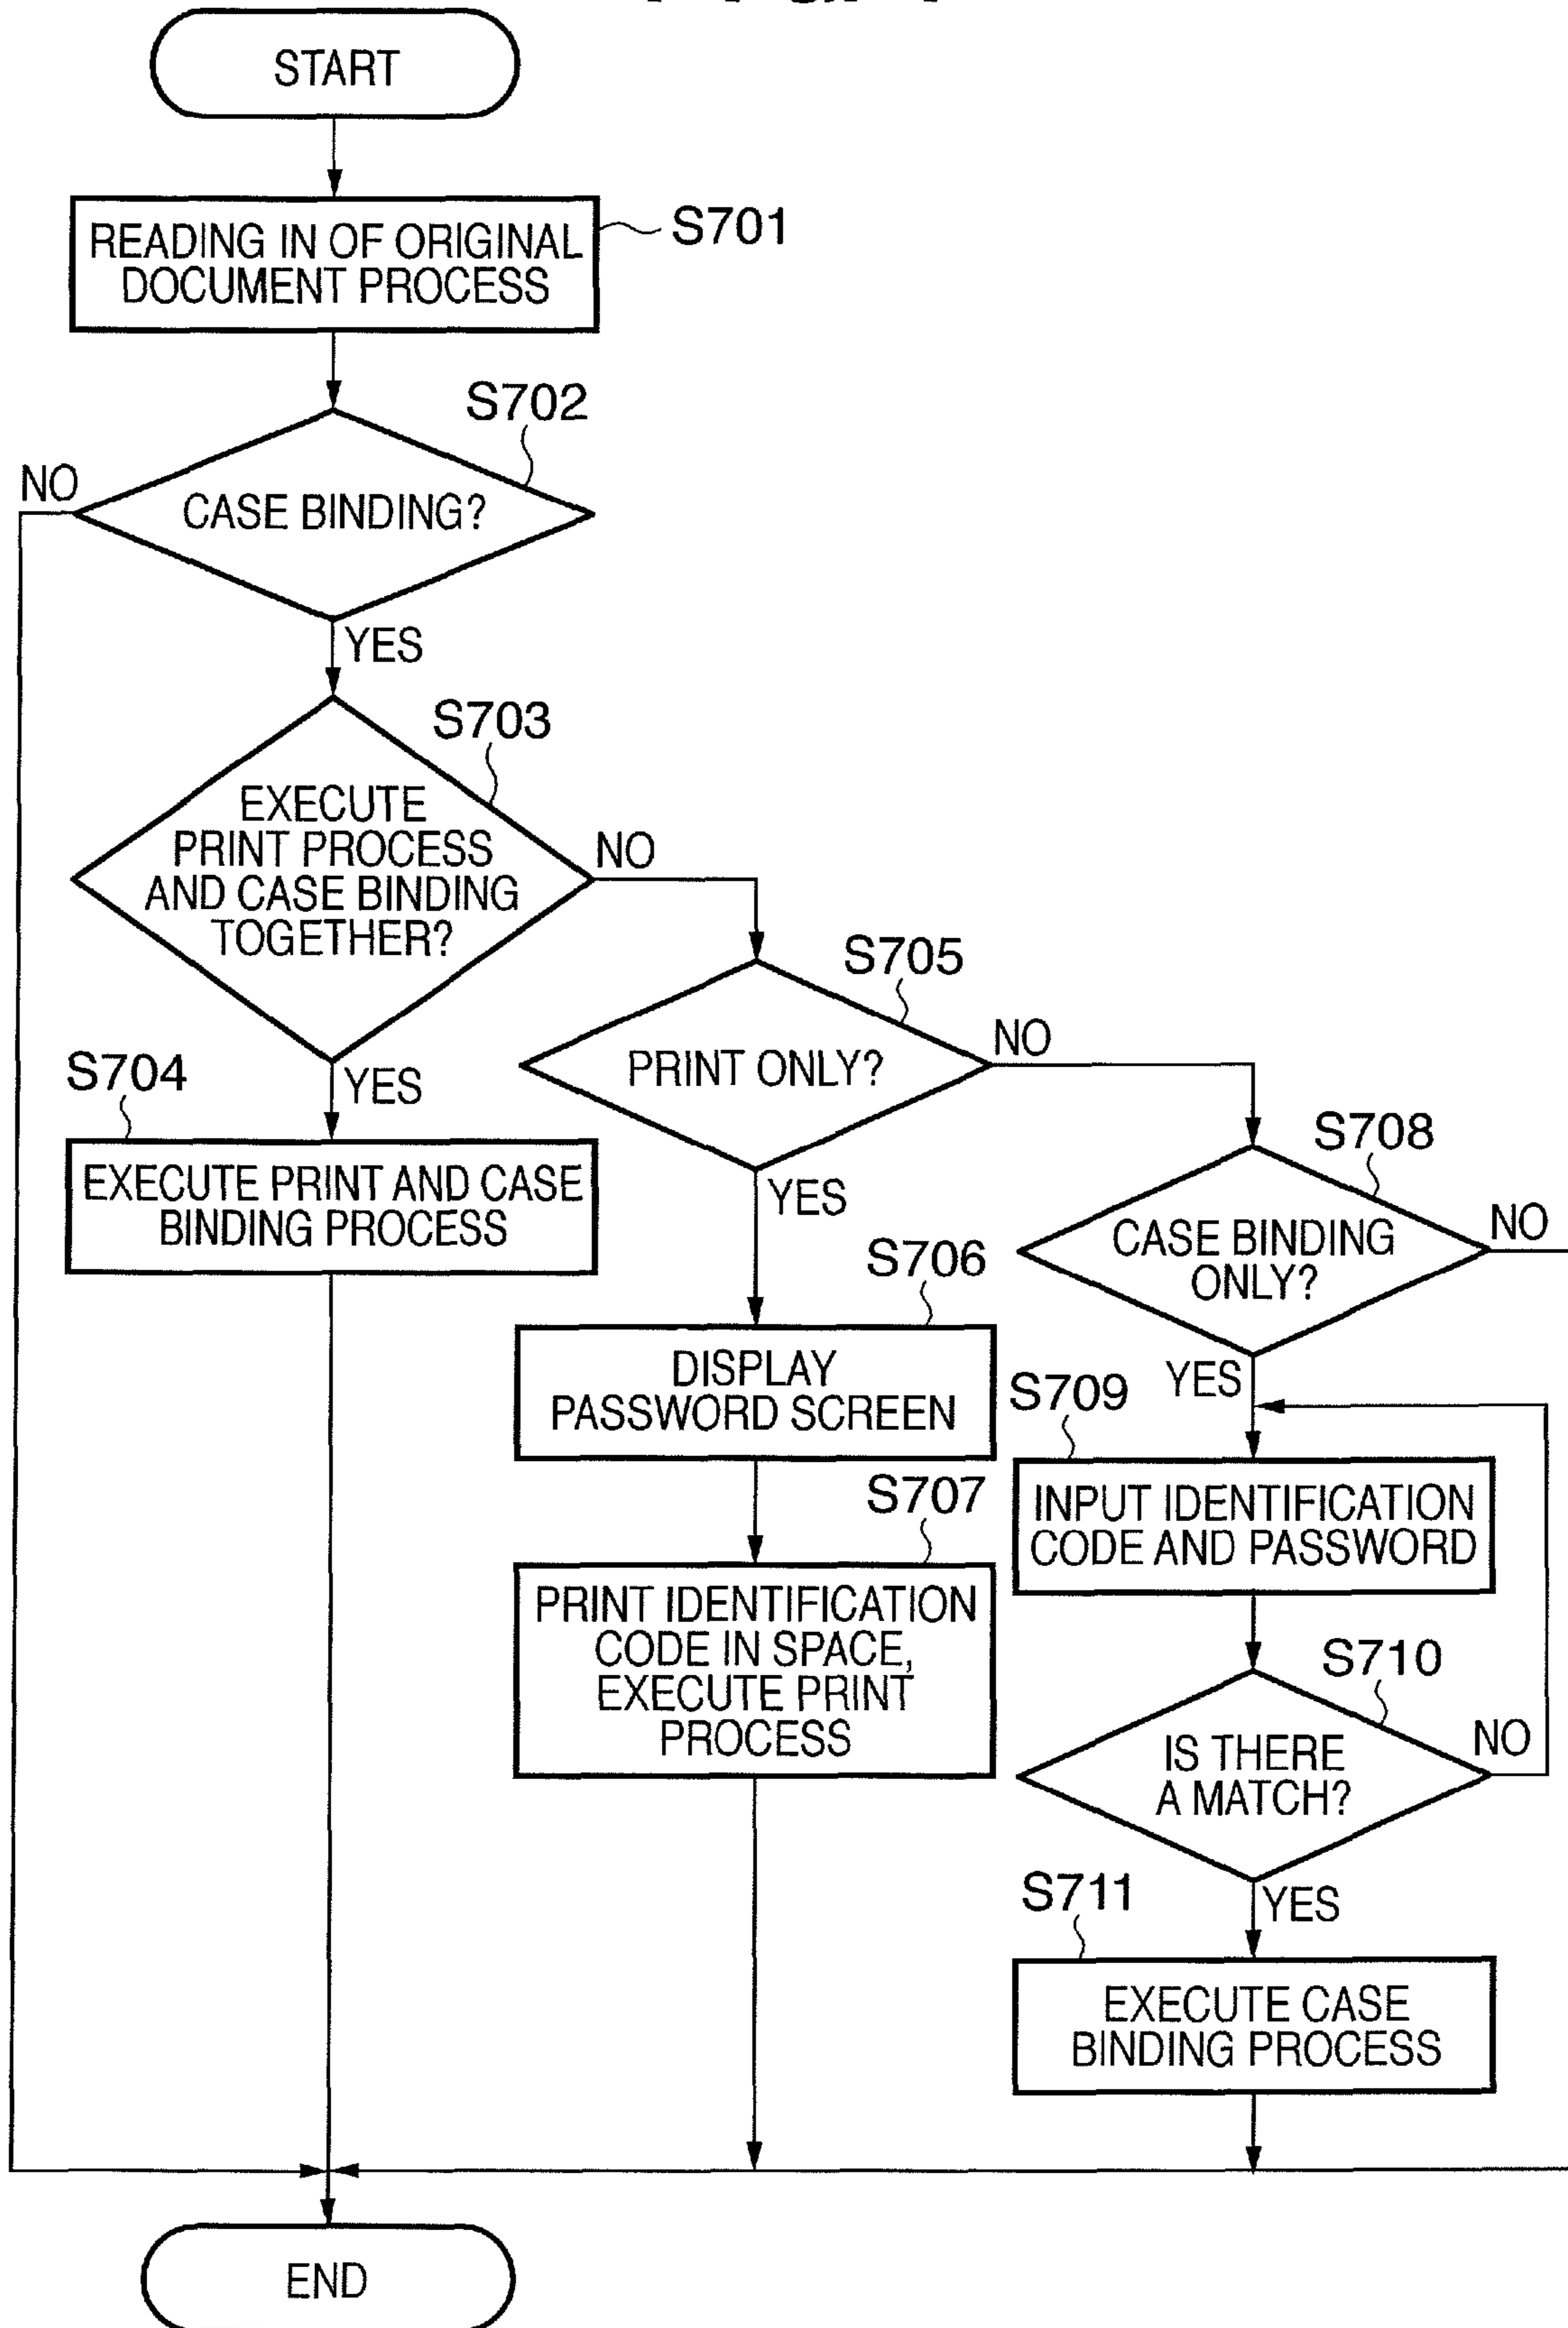 START
READING IN OF ORIGINAL
DOCUMENT PROCESS
S701
S702
NO
CASE BINDING?
YES
S703
EXECUTE
PRINT PROCESS
AND CASE BINDING
TOGETHER?
NO
S704
YES
EXECUTE PRINT AND CASE
BINDING PROCESS
S705
PRINT ONLY?
NO
YES
S706
DISPLAY
PASSWORD SCREEN
S707
PRINT IDENTIFICATION
CODE IN SPACE,
EXECUTE PRINT
PROCESS
S708
CASE BINDING
ONLY?
NO
YES
S709
INPUT IDENTIFICATION
CODE AND PASSWORD
S710
IS THERE
A MATCH?
NO
YES
S711
EXECUTE CASE
BINDING PROCESS
END